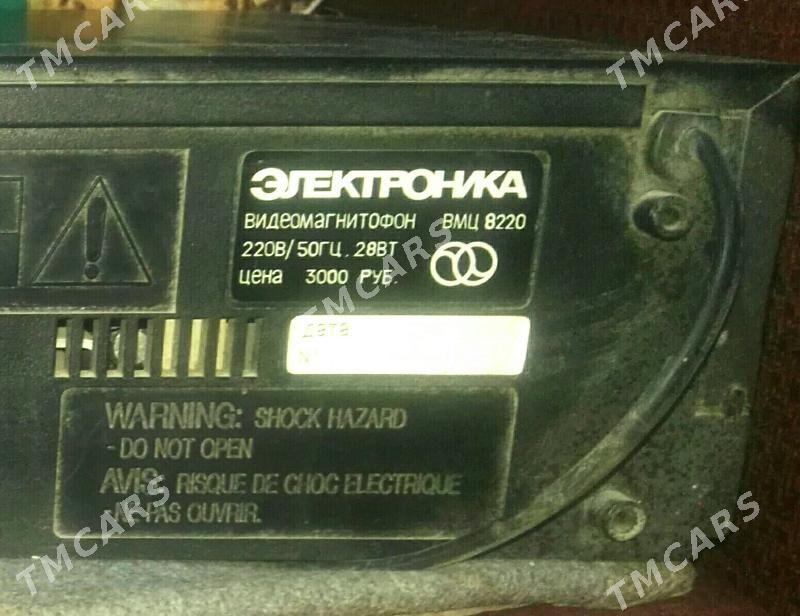 TMCARS
TMCARS
ЭЛЕКТРОНИКА
ВИДЕОМАГНИТОФОН ВМЦ 8220
220В/50ГЦ. 28ВТ
цена 3000 РУБ.
TMCARS
дата
N
WARNING: SHOCK HAZARD
- DO NOT OPEN
AVIS: RISQUE DE CHOC ELECTRIQUE
- NE PAS OUVRIR.
TMCARS
TMCARS